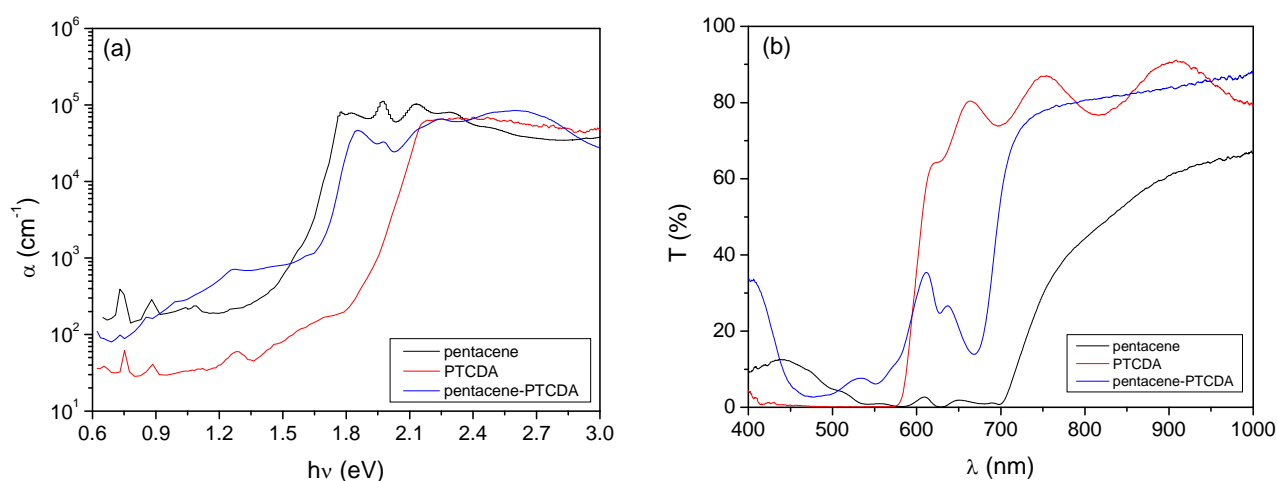 (a)
10^6
10^5
10^4
10^3
10^2
10^1
α (cm^-1)
0.6 0.9 1.2 1.5 1.8 2.1 2.4 2.7 3.0
hν (eV)
pentacene
PTCDA
pentacene-PTCDA
(b)
100
80
60
40
20
0
T (%)
400 500 600 700 800 900 1000
λ (nm)
pentacene
PTCDA
pentacene-PTCDA